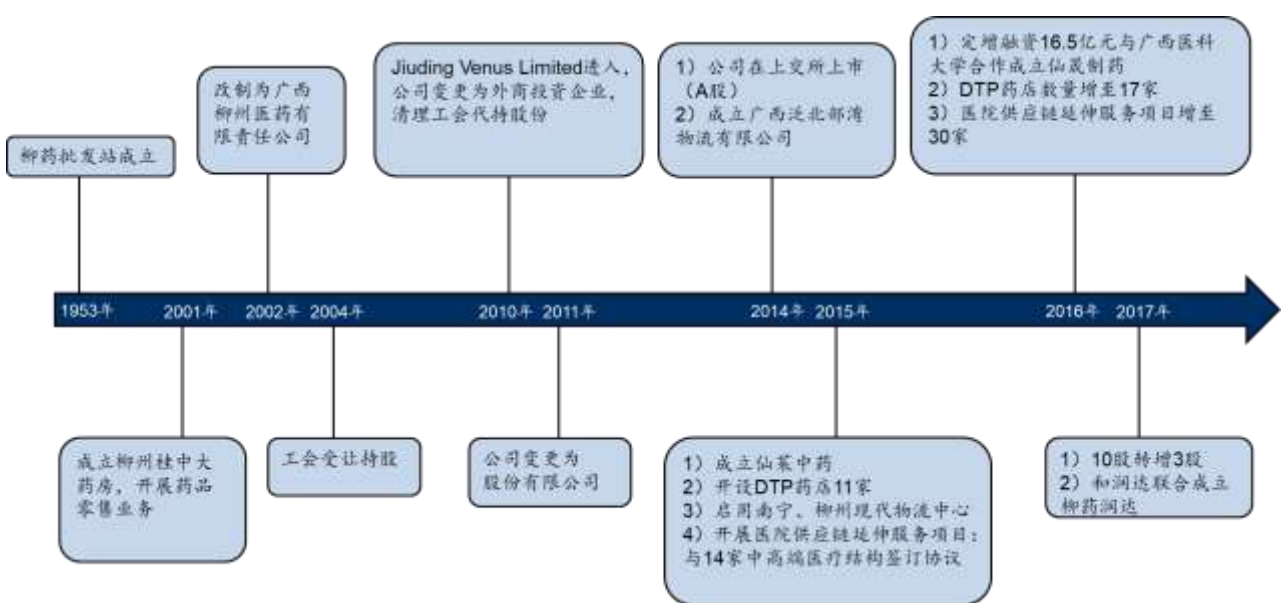 柳药批发站成立
改制为广西
柳州医药有
限责任公司
Jiuding Venus Limited进入，
公司变更为外商投资企业，
清理工会代持股份
1）公司在上交所上市
（A股）
2）成立广西泛北部湾
物流有限公司
1）定增融资16.5亿元与广西医科
大学合作成立仙晟制药
2）DTP药店数量增至17家
3）医院供应链延伸服务项目增至
30家
1953年
2001年
2002年
2004年
2010年
2011年
2014年
2015年
2016年
2017年
成立柳州桂中大
药房，开展药品
零售业务
工会受让持股
公司变更为
股份有限公司
1）成立仙茱中药
2）开设DTP药店11家
3）启用南宁、柳州现代物流中心
4）开展医院供应链延伸服务项目：
与14家中高端医疗结构签订协议
1）10股转增3股
2）和润达联合成立
柳药润达